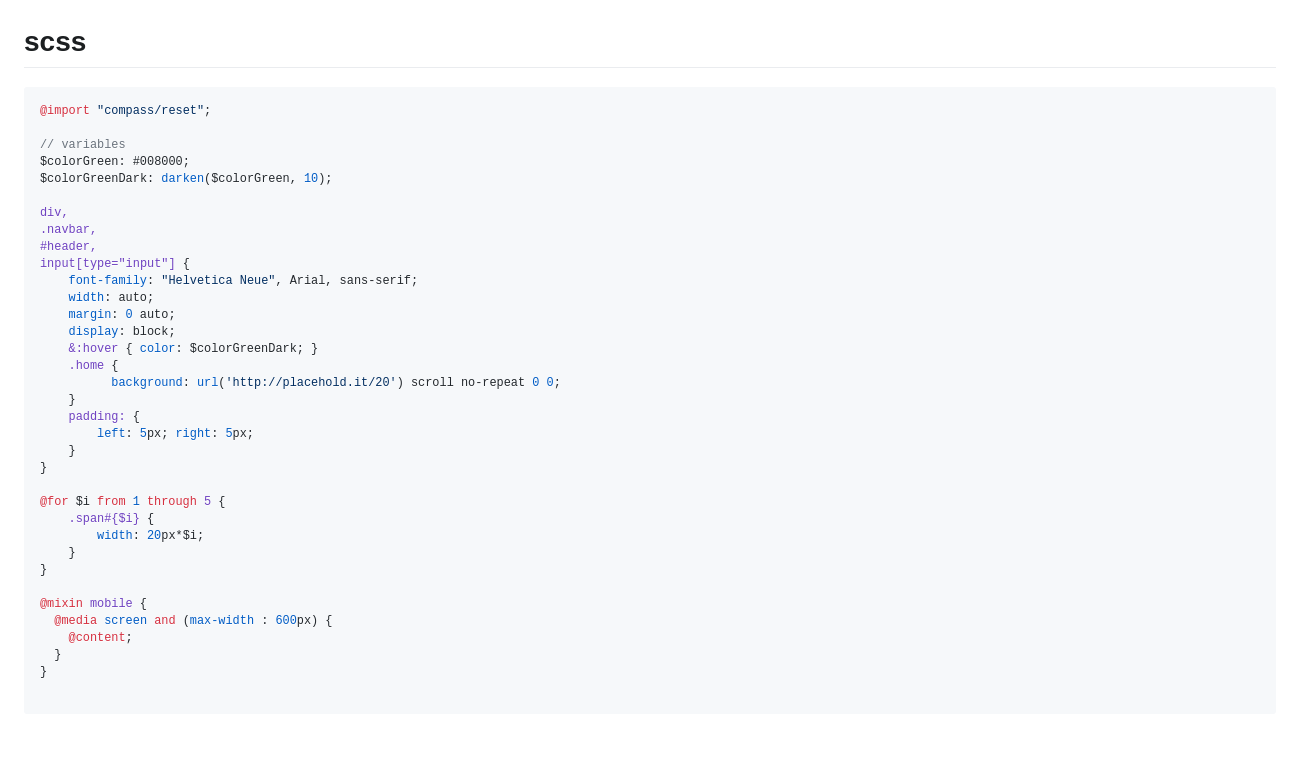 scss
@import "compass/reset";
// variables
$colorGreen: #008000;
$colorGreenDark: darken($colorGreen, 10);
div,
.navbar,
#header,
input[type="input"] {
    font-family: "Helvetica Neue", Arial, sans-serif;
    width: auto;
    margin: 0 auto;
    display: block;
    &:hover { color: $colorGreenDark; }
    .home {
          background: url('http://placehold.it/20') scroll no-repeat 0 0;
    }
    padding: {
        left: 5px; right: 5px;
    }
}
@for $i from 1 through 5 {
    .span#{$i} {
        width: 20px*$i;
    }
}
@mixin mobile {
  @media screen and (max-width : 600px) {
    @content;
  }
}